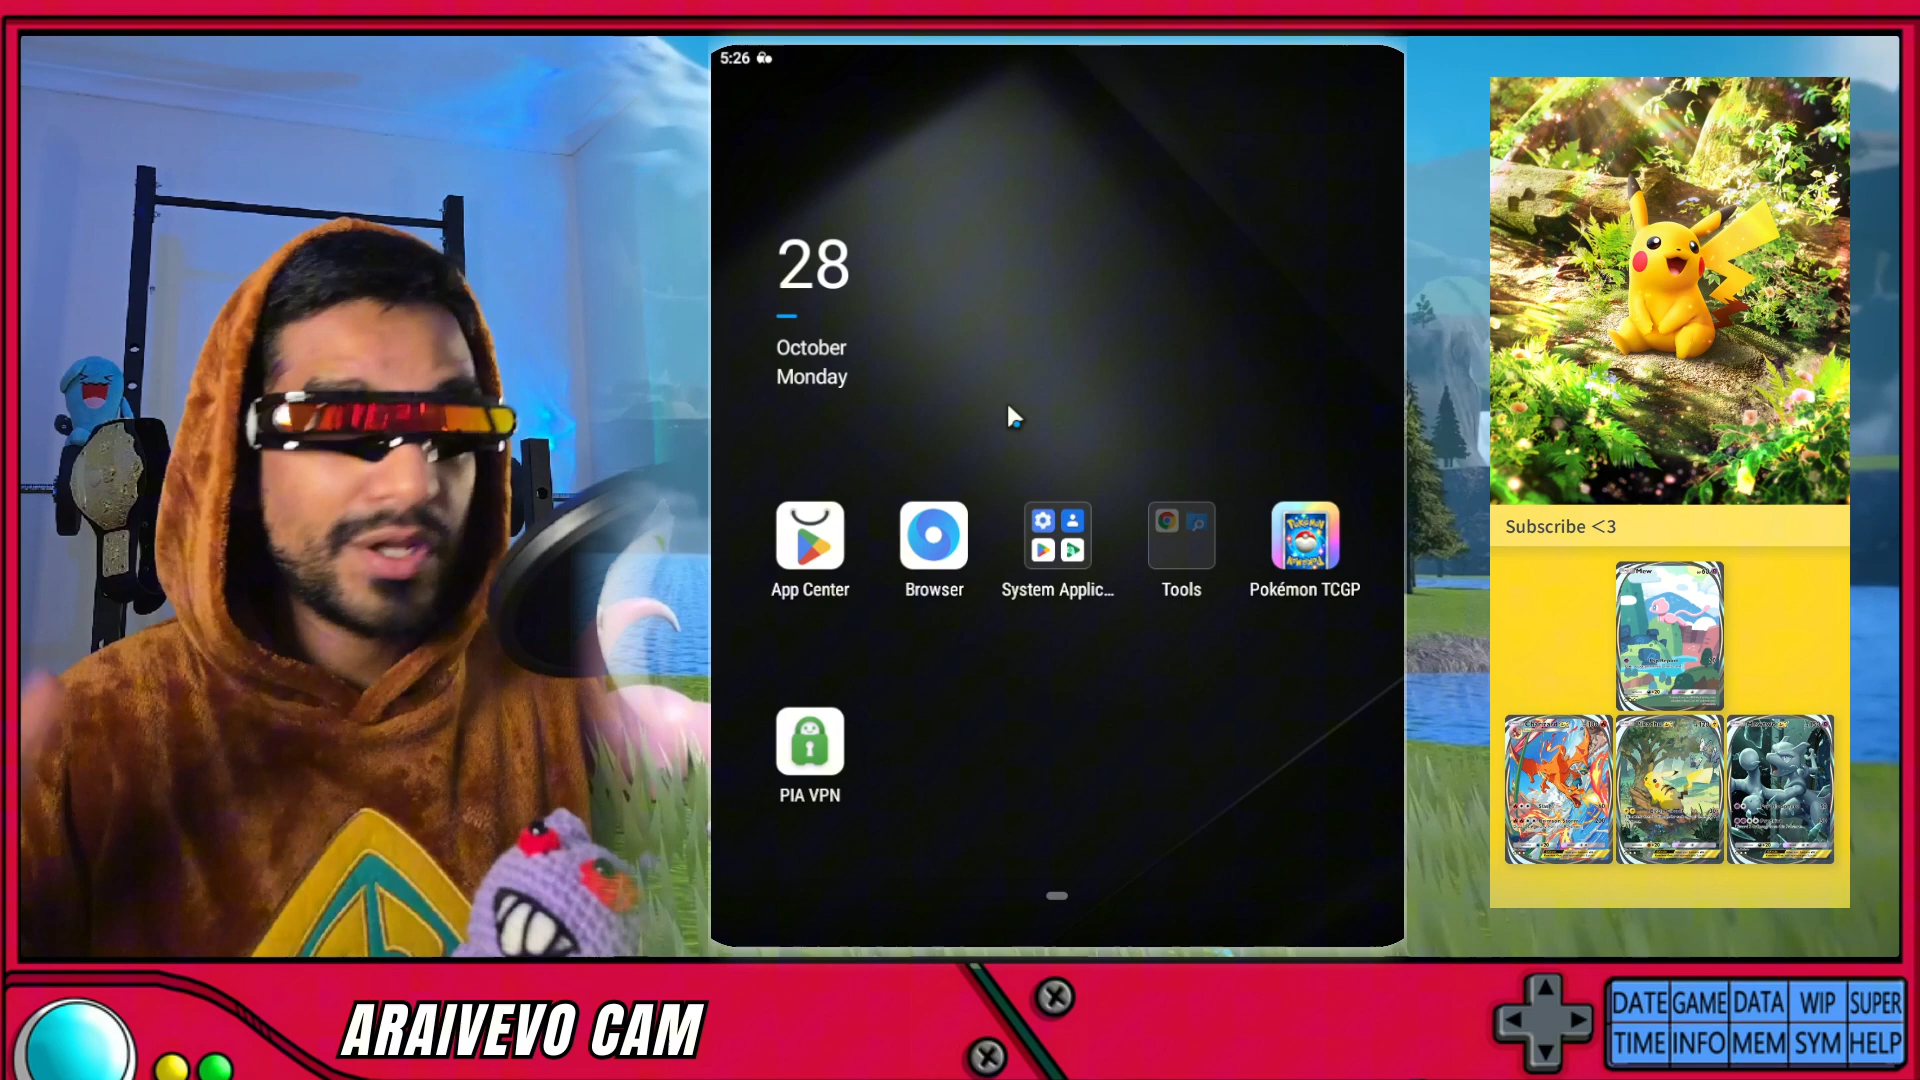 5:26
28
October
Monday
App Center
Browser
System Applic...
Tools
Pokémon TCGP
PIA VPN
Subscribe <3
Mew
ARAIVEVO CAM
DATE GAME DATA WIP SUPER
TIME INFO MEM SYM HELP